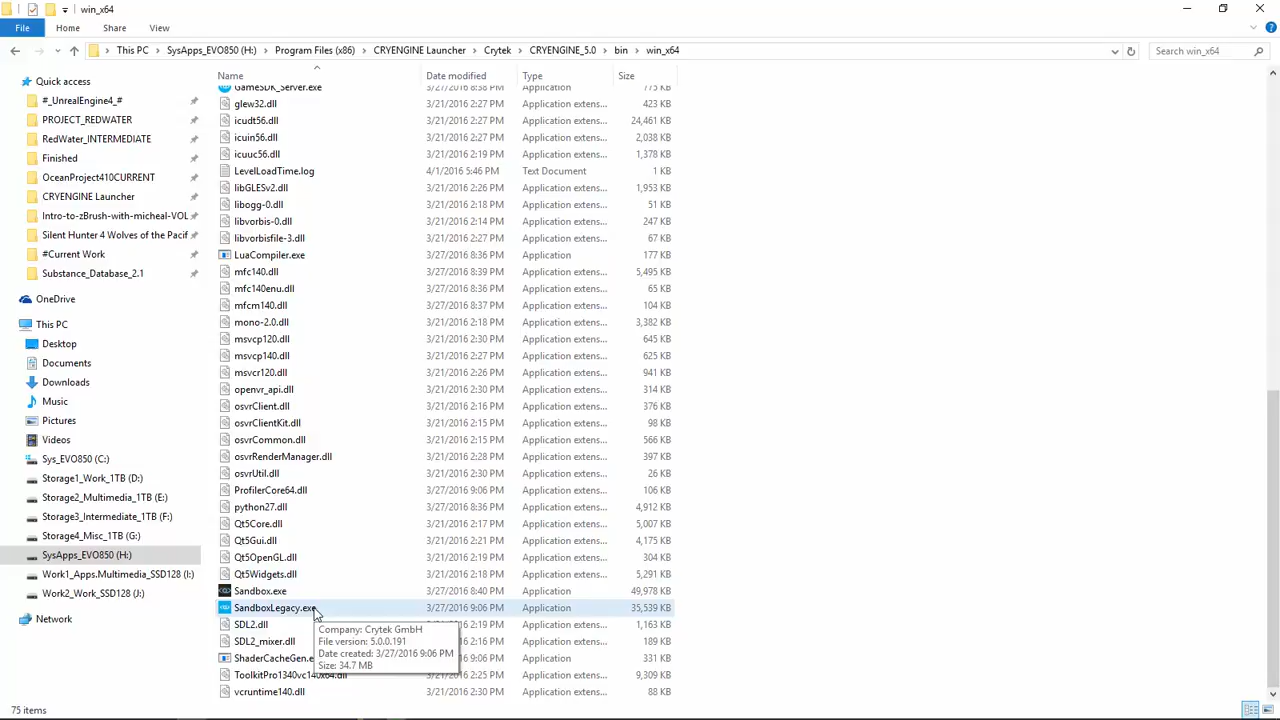 win_x64
File Home Share View
This PC > SysApps_EVO850 (H:) > Program Files (x86) > CRYENGINE Launcher > Crytek > CRYENGINE_5.0 > bin > win_x64
Search win_x64
Quick access
#_UnrealEngine4_#
PROJECT_REDWATER
RedWater_INTERMEDIATE
Finished
OceanProject410CURRENT
CRYENGINE Launcher
Intro-to-zBrush-with-micheal-VOL
Silent Hunter 4 Wolves of the Pacif
#Current Work
Substance_Database_2.1
OneDrive
This PC
Desktop
Documents
Downloads
Music
Pictures
Videos
Sys_EVO850 (C:)
Storage1_Work_1TB (D:)
Storage2_Multimedia_1TB (E:)
Storage3_Intermediate_1TB (F:)
Storage4_Misc_1TB (G:)
SysApps_EVO850 (H:)
Work1_Apps.Multimedia_SSD128 (I:)
Work2_Work_SSD128 (J:)
Network
Name Date modified Type Size
GameSDK_Server.exe 3/27/2016 8:38 PM Application 775 KB
glew32.dll 3/21/2016 2:27 PM Application extens... 423 KB
icudt56.dll 3/21/2016 2:27 PM Application extens... 24,461 KB
icuin56.dll 3/21/2016 2:27 PM Application extens... 2,038 KB
icuuc56.dll 3/21/2016 2:19 PM Application extens... 1,378 KB
LevelLoadTime.log 4/1/2016 5:46 PM Text Document 1 KB
libGLESv2.dll 3/21/2016 2:26 PM Application extens... 1,953 KB
libogg-0.dll 3/21/2016 2:18 PM Application extens... 51 KB
libvorbis-0.dll 3/21/2016 2:14 PM Application extens... 247 KB
libvorbisfile-3.dll 3/21/2016 2:27 PM Application extens... 67 KB
LuaCompiler.exe 3/27/2016 8:36 PM Application 177 KB
mfc140.dll 3/27/2016 8:39 PM Application extens... 5,495 KB
mfc140enu.dll 3/27/2016 8:36 PM Application extens... 65 KB
mfcm140.dll 3/27/2016 8:37 PM Application extens... 104 KB
mono-2.0.dll 3/21/2016 2:18 PM Application extens... 3,382 KB
msvcp120.dll 3/21/2016 2:30 PM Application extens... 645 KB
msvcp140.dll 3/21/2016 2:27 PM Application extens... 625 KB
msvcr120.dll 3/21/2016 2:26 PM Application extens... 941 KB
openvr_api.dll 3/21/2016 2:30 PM Application extens... 314 KB
osvrClient.dll 3/21/2016 2:16 PM Application extens... 376 KB
osvrClientKit.dll 3/21/2016 2:15 PM Application extens... 98 KB
osvrCommon.dll 3/21/2016 2:15 PM Application extens... 566 KB
osvrRenderManager.dll 3/21/2016 2:28 PM Application extens... 397 KB
osvrUtil.dll 3/21/2016 2:30 PM Application extens... 26 KB
ProfilerCore64.dll 3/27/2016 9:06 PM Application extens... 106 KB
python27.dll 3/27/2016 8:36 PM Application extens... 4,912 KB
Qt5Core.dll 3/21/2016 2:17 PM Application extens... 5,007 KB
Qt5Gui.dll 3/21/2016 2:21 PM Application extens... 4,175 KB
Qt5OpenGL.dll 3/21/2016 2:19 PM Application extens... 304 KB
Qt5Widgets.dll 3/21/2016 2:18 PM Application extens... 5,291 KB
Sandbox.exe 3/27/2016 8:40 PM Application 49,978 KB
SandboxLegacy.exe 3/27/2016 9:06 PM Application 35,539 KB
SDL2.dll 3/21/2016 2:19 PM Application extens... 1,163 KB
SDL2_mixer.dll 3/21/2016 2:30 PM Application extens... 189 KB
ShaderCacheGen.e 9:06 PM Application 331 KB
ToolkitPro1340vc140x64.dll 2:25 PM Application extens... 9,309 KB
vcruntime140.dll 3/21/2016 2:30 PM Application extens... 88 KB
Company: Crytek GmbH
File version: 5.0.0.191
Date created: 3/27/2016 9:06 PM
Size: 34.7 MB
75 items